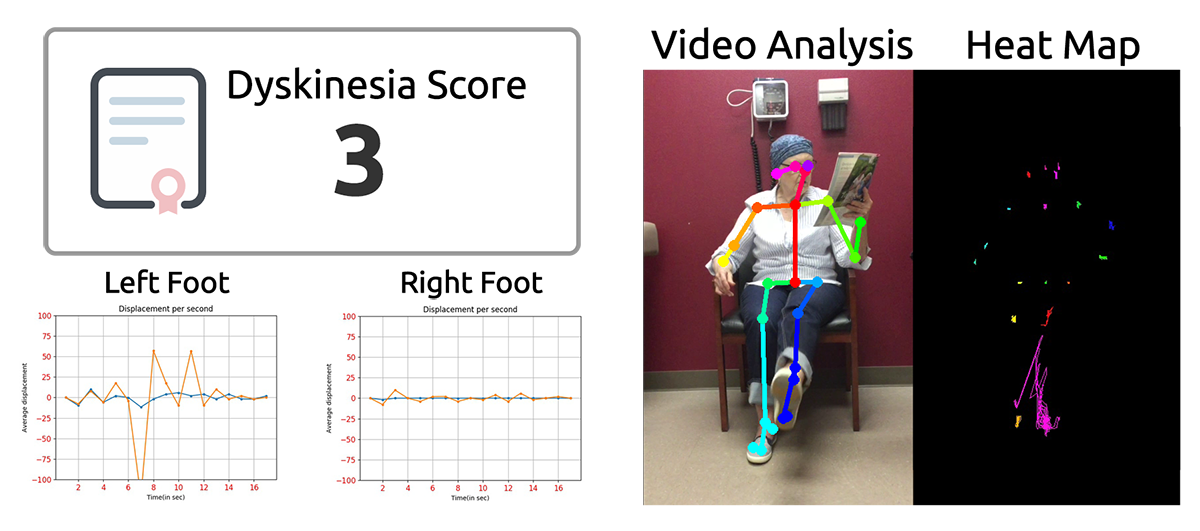 Dyskinesia Score
3
Video Analysis
Heat Map
Left Foot
Displacement per second
Average displacement
100
75
50
25
0
−25
−50
−75
−100
2 4 6 8 10 12 14 16
Time(in sec)
Right Foot
Displacement per second
Average displacement
100
75
50
25
0
−25
−50
−75
−100
2 4 6 8 10 12 14 16
Time(in sec)